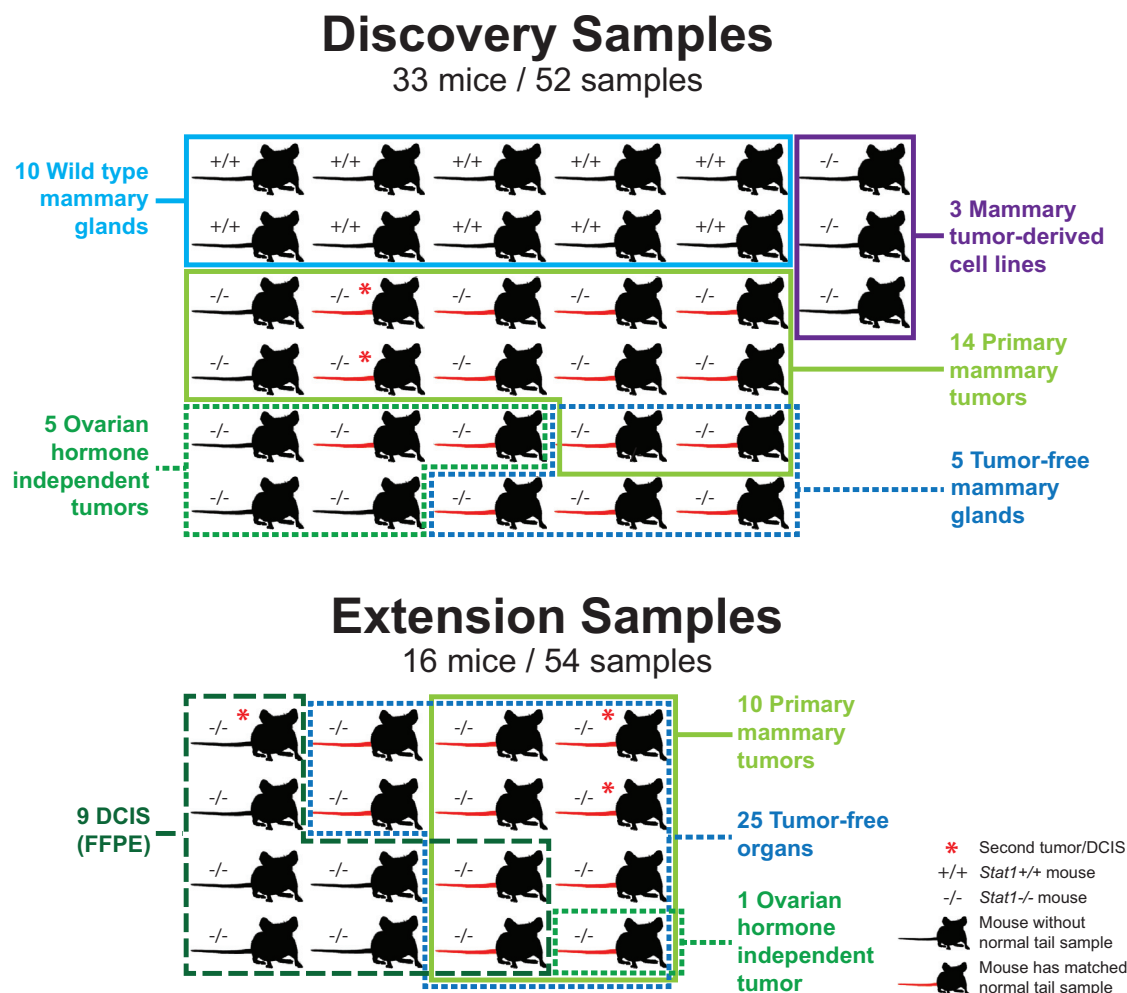 Discovery Samples
33 mice / 52 samples
10 Wild type
mammary
glands
+/+ +/+ +/+ +/+ +/+ -/-
+/+ +/+ +/+ +/+ +/+ -/-
-/- -/- * -/- -/- -/- -/-
-/- -/- * -/- -/- -/-
-/- -/- -/- -/- -/-
-/- -/- -/- -/- -/-
3 Mammary
tumor-derived
cell lines
14 Primary
mammary
tumors
5 Ovarian
hormone
independent
tumors
5 Tumor-free
mammary
glands
Extension Samples
16 mice / 54 samples
-/- * -/- -/- -/- *
-/- -/- -/- -/- *
-/- -/- -/- -/-
-/- -/- -/- -/-
9 DCIS
(FFPE)
10 Primary
mammary
tumors
25 Tumor-free
organs
1 Ovarian
hormone
independent
tumor
* Second tumor/DCIS
+/+ Stat1+/+ mouse
-/- Stat1-/- mouse
Mouse without
normal tail sample
Mouse has matched
normal tail sample